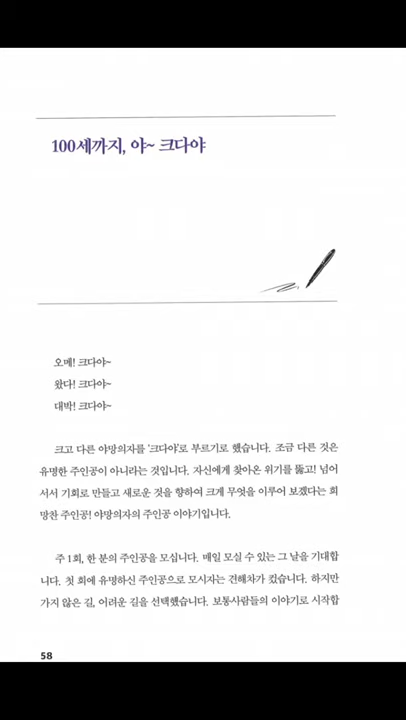 100세까지, 야~ 크다야
오메! 크다야~
왔다! 크다야~
대박! 크다야~
크고 다른 야망의자를 '크다야'로 부르기로 했습니다. 조금 다른 것은
유명한 주인공이 아니라는 것입니다. 자신에게 찾아온 위기를 뚫고! 넘어
서서 기회로 만들고 새로운 것을 향하여 크게 무엇을 이루어 보겠다는 희
망찬 주인공! 야망의자의 주인공 이야기입니다.
주 1회, 한 분의 주인공을 모십니다. 매일 모실 수 있는 그 날을 기대합
니다. 첫 회에 유명하신 주인공으로 모시자는 견해차가 컸습니다. 하지만
가지 않은 길, 어려운 길을 선택했습니다. 보통사람들의 이야기로 시작합
58